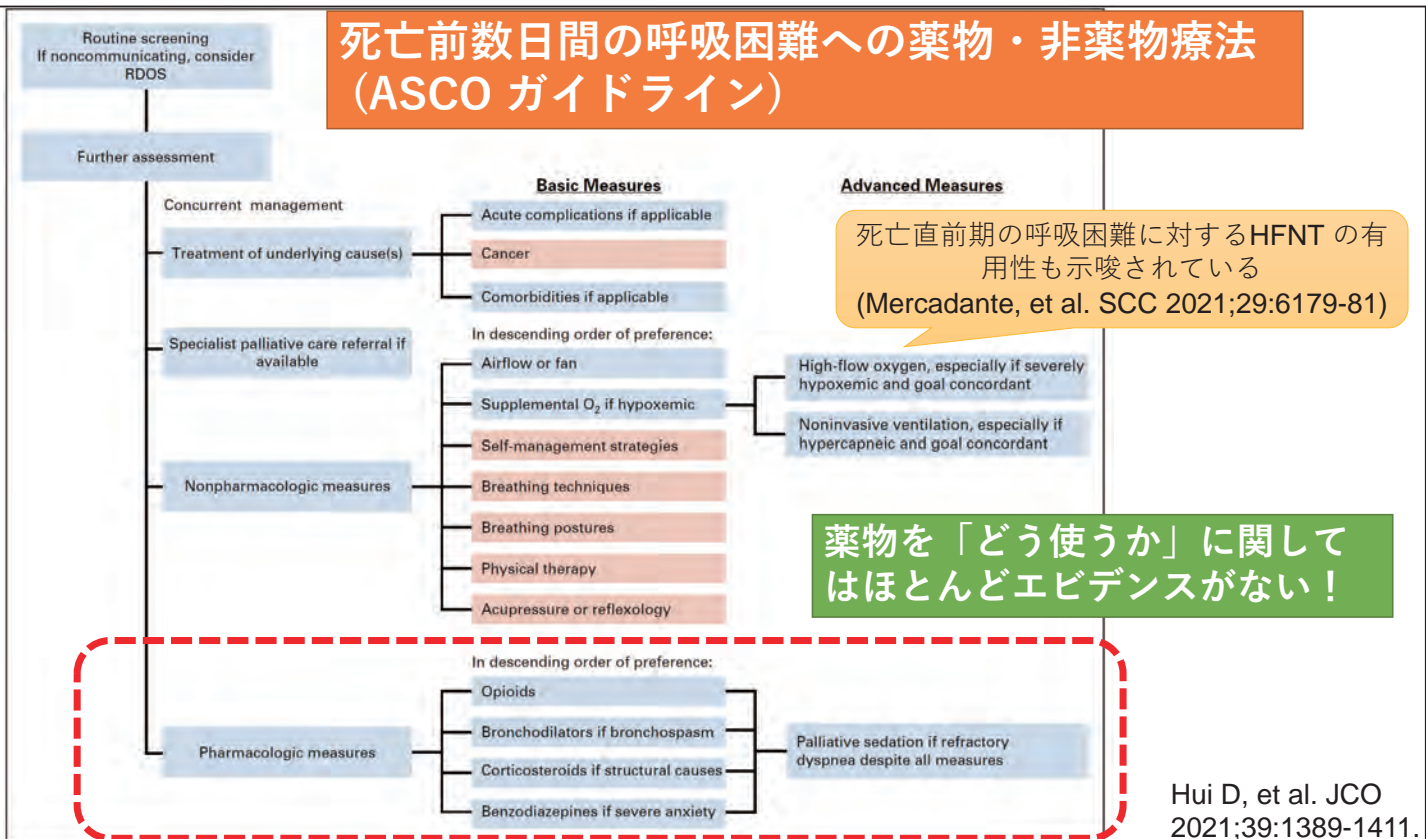 Routine screening
If noncommunicating, consider
RDOS
死亡前数日間の呼吸困難への薬物・非薬物療法
（ASCO ガイドライン）
Further assessment
Concurrent management
Basic Measures
Advanced Measures
Treatment of underlying cause(s)
Acute complications if applicable
Cancer
Comorbidities if applicable
死亡直前期の呼吸困難に対するHFNT の有
用性も示唆されている
(Mercadante, et al. SCC 2021;29:6179-81)
Specialist palliative care referral if
available
In descending order of preference:
Nonpharmacologic measures
Airflow or fan
Supplemental O₂ if hypoxemic
Self-management strategies
Breathing techniques
Breathing postures
Physical therapy
Acupressure or reflexology
High-flow oxygen, especially if severely
hypoxemic and goal concordant
Noninvasive ventilation, especially if
hypercapneic and goal concordant
薬物を「どう使うか」に関して
はほとんどエビデンスがない！
In descending order of preference:
Pharmacologic measures
Opioids
Bronchodilators if bronchospasm
Corticosteroids if structural causes
Benzodiazepines if severe anxiety
Palliative sedation if refractory
dyspnea despite all measures
Hui D, et al. JCO
2021;39:1389-1411.